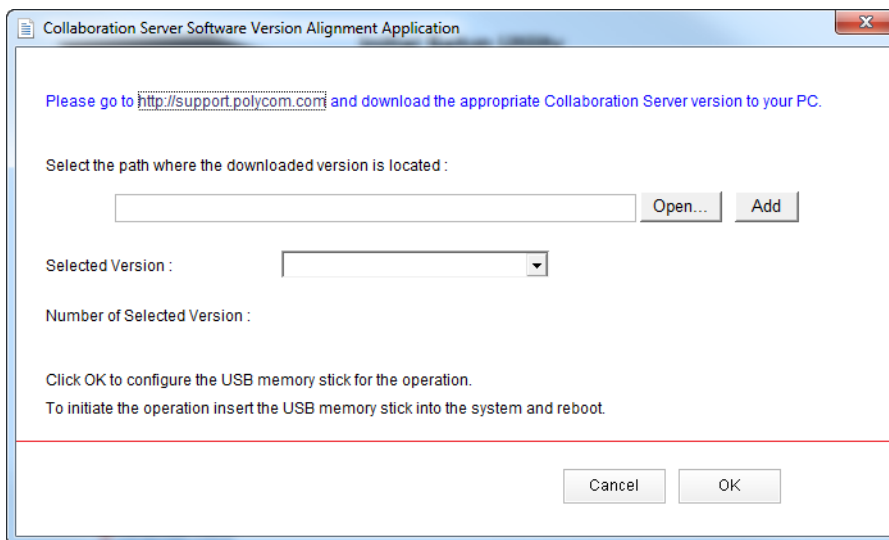 Collaboration Server Software Version Alignment Application
Please go to http://support.polycom.com and download the appropriate Collaboration Server version to your PC.
Select the path where the downloaded version is located :
Open... Add
Selected Version :
Number of Selected Version :
Click OK to configure the USB memory stick for the operation.
To initiate the operation insert the USB memory stick into the system and reboot.
Cancel OK